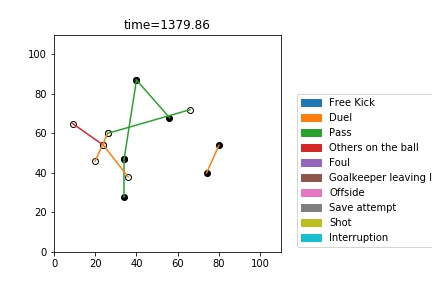 time=1379.86
100
80
60
40
20
0
0 20 40 60 80 100
Free Kick
Duel
Pass
Others on the ball
Foul
Goalkeeper leaving l
Offside
Save attempt
Shot
Interruption